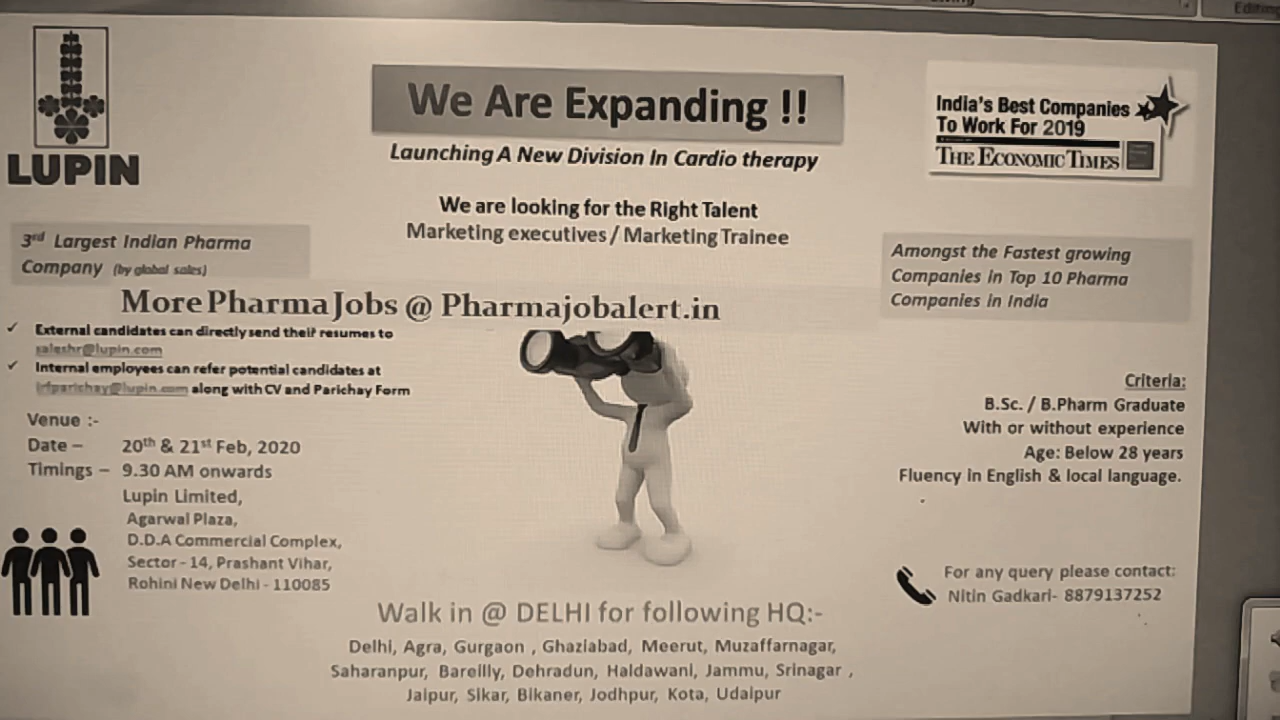 Editing
LUPIN
We Are Expanding !!
Launching A New Division In Cardio therapy
India's Best Companies
To Work For 2019
THE ECONOMIC TIMES
We are looking for the Right Talent
Marketing executives / Marketing Trainee
3rd Largest Indian Pharma
Company (by global sales)
Amongst the Fastest growing
Companies in Top 10 Pharma
Companies in India
More Pharma Jobs @ Pharmajobalert.in
✓ External candidates can directly send their resumes to
saleshr@lupin.com
✓ Internal employees can refer potential candidates at
irfparichay@lupin.com along with CV and Parichay Form
Venue :-
Date – 20th & 21st Feb, 2020
Timings – 9.30 AM onwards
Lupin Limited,
Agarwal Plaza,
D.D.A Commercial Complex,
Sector - 14, Prashant Vihar,
Rohini New Delhi - 110085
Criteria:
B.Sc. / B.Pharm Graduate
With or without experience
Age: Below 28 years
Fluency in English & local language.
For any query please contact:
Nitin Gadkari- 8879137252
Walk in @ DELHI for following HQ:-
Delhi, Agra, Gurgaon , Ghaziabad, Meerut, Muzaffarnagar,
Saharanpur, Bareilly, Dehradun, Haldawani, Jammu, Srinagar ,
Jaipur, Sikar, Bikaner, Jodhpur, Kota, Udaipur